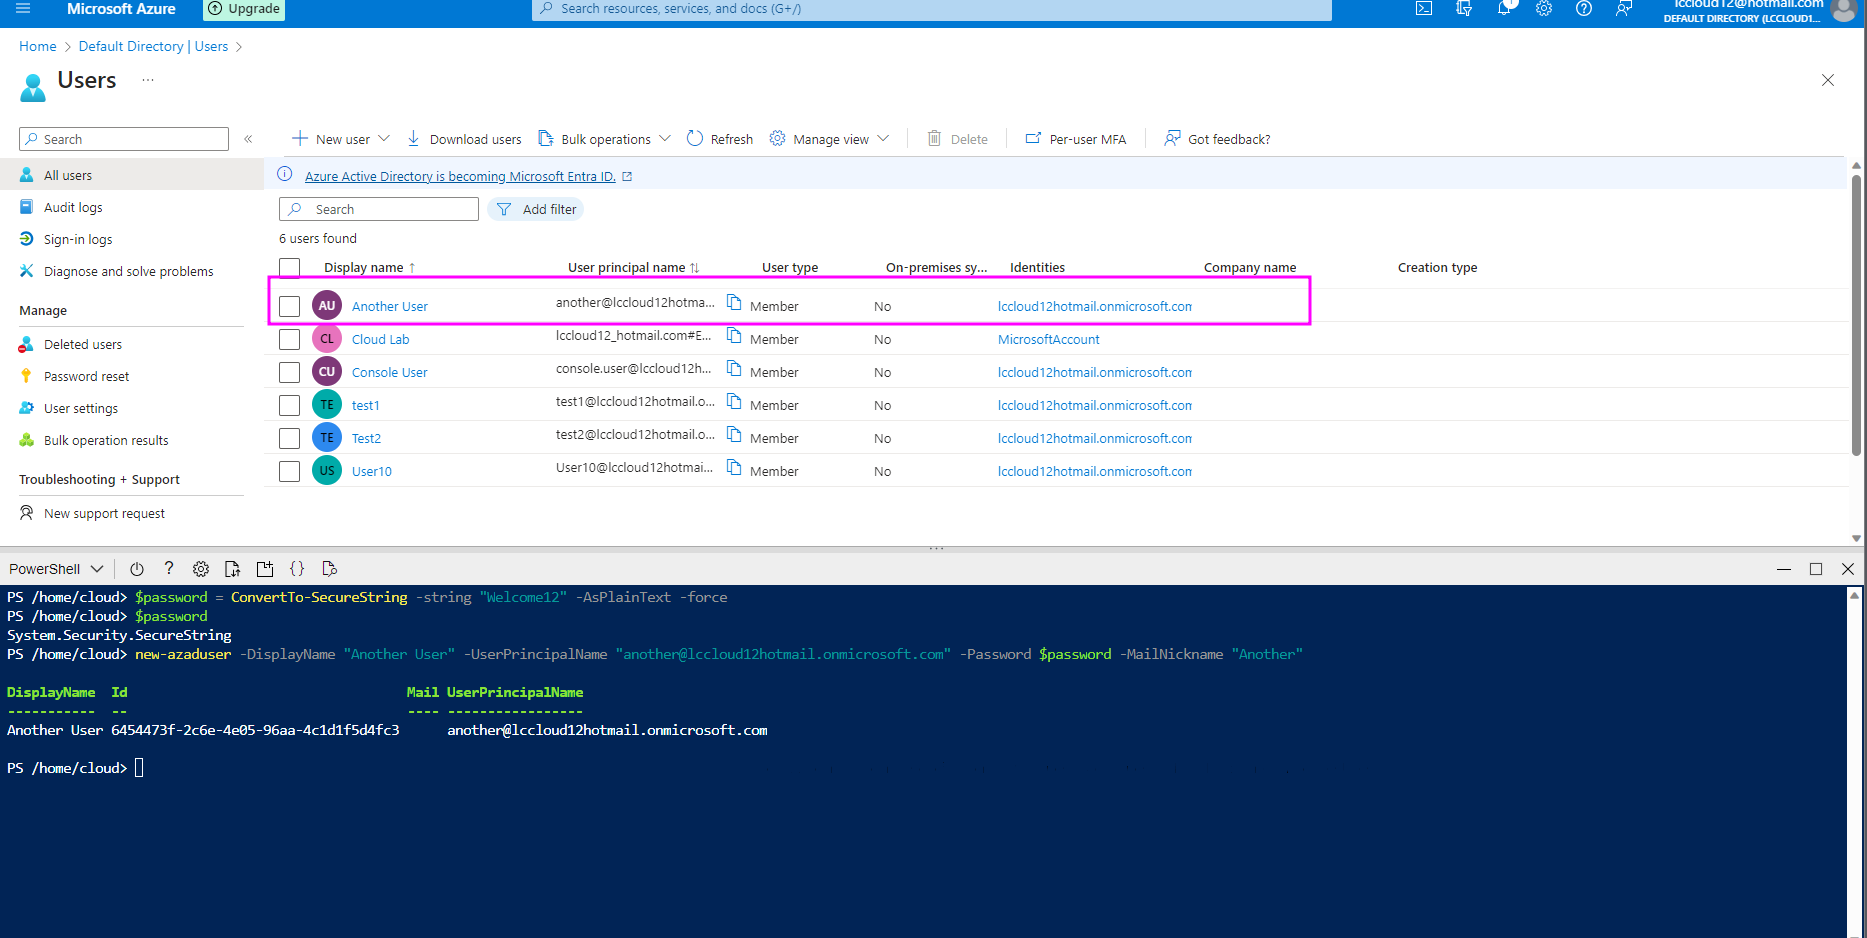 Microsoft Azure
Upgrade
Search resources, services, and docs (G+/)
lccloud12@hotmail.com
DEFAULT DIRECTORY (LCCLOUD1...
Home > Default Directory | Users >
Users ...
Search
«
New user
Download users
Bulk operations
Refresh
Manage view
Delete
Per-user MFA
Got feedback?
All users
Audit logs
Sign-in logs
Diagnose and solve problems
Manage
Deleted users
Password reset
User settings
Bulk operation results
Troubleshooting + Support
New support request
Azure Active Directory is becoming Microsoft Entra ID.
Search
Add filter
6 users found
Display name ↑ User principal name ↑↓ User type On-premises sy... Identities Company name Creation type
AU Another User another@lccloud12hotma... Member No lccloud12hotmail.onmicrosoft.com
CL Cloud Lab lccloud12_hotmail.com#E... Member No MicrosoftAccount
CU Console User console.user@lccloud12h... Member No lccloud12hotmail.onmicrosoft.com
TE test1 test1@lccloud12hotmail.o... Member No lccloud12hotmail.onmicrosoft.com
TE Test2 test2@lccloud12hotmail.o... Member No lccloud12hotmail.onmicrosoft.com
US User10 User10@lccloud12hotmai... Member No lccloud12hotmail.onmicrosoft.com
PowerShell ? {}
PS /home/cloud> $password = ConvertTo-SecureString -string "Welcome12" -AsPlainText -force
PS /home/cloud> $password
System.Security.SecureString
PS /home/cloud> new-azaduser -DisplayName "Another User" -UserPrincipalName "another@lccloud12hotmail.onmicrosoft.com" -Password $password -MailNickname "Another"
DisplayName Id Mail UserPrincipalName
----------- -- ---- -----------------
Another User 6454473f-2c6e-4e05-96aa-4c1d1f5d4fc3 another@lccloud12hotmail.onmicrosoft.com
PS /home/cloud>